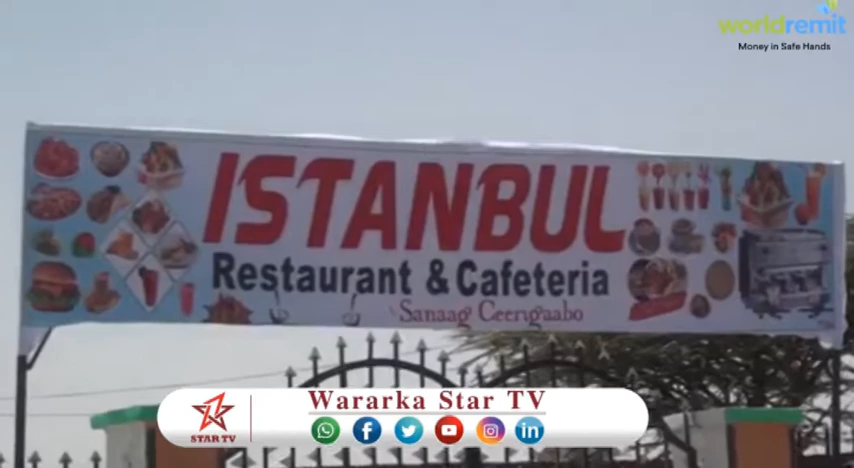 worldremit
Money in Safe Hands
ISTANBUL
Restaurant & Cafeteria
Sanaag Ceerigaabo
Wararka Star TV
STAR TV